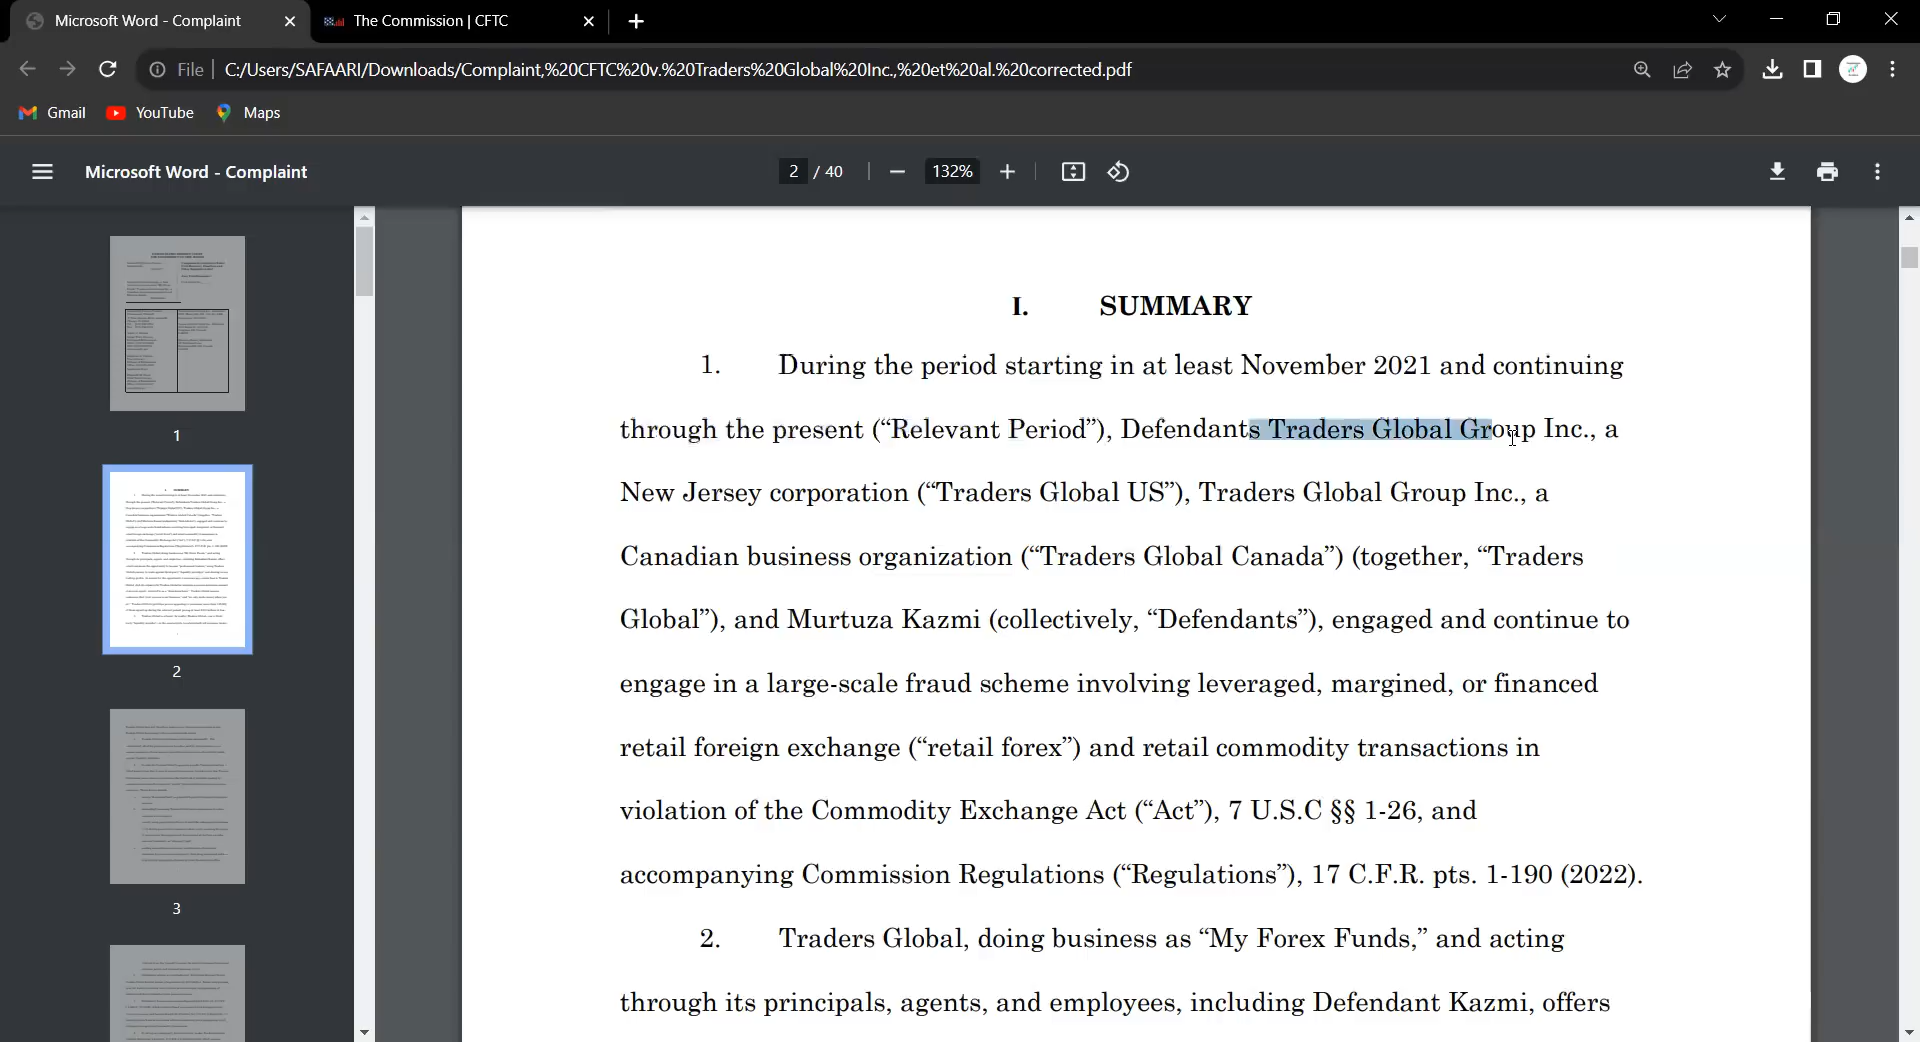 Microsoft Word - Complaint
The Commission | CFTC
File
C:/Users/SAFAARI/Downloads/Complaint,%20CFTC%20v.%20Traders%20Global%20Inc.,%20et%20al.%20corrected.pdf
Gmail
YouTube
Maps
Microsoft Word - Complaint
2 / 40
132%
1
2
3
I. SUMMARY
1. During the period starting in at least November 2021 and continuing
through the present (“Relevant Period”), Defendants Traders Global Group Inc., a
New Jersey corporation (“Traders Global US”), Traders Global Group Inc., a
Canadian business organization (“Traders Global Canada”) (together, “Traders
Global”), and Murtuza Kazmi (collectively, “Defendants”), engaged and continue to
engage in a large-scale fraud scheme involving leveraged, margined, or financed
retail foreign exchange (“retail forex”) and retail commodity transactions in
violation of the Commodity Exchange Act (“Act”), 7 U.S.C §§ 1-26, and
accompanying Commission Regulations (“Regulations”), 17 C.F.R. pts. 1-190 (2022).
2. Traders Global, doing business as “My Forex Funds,” and acting
through its principals, agents, and employees, including Defendant Kazmi, offers